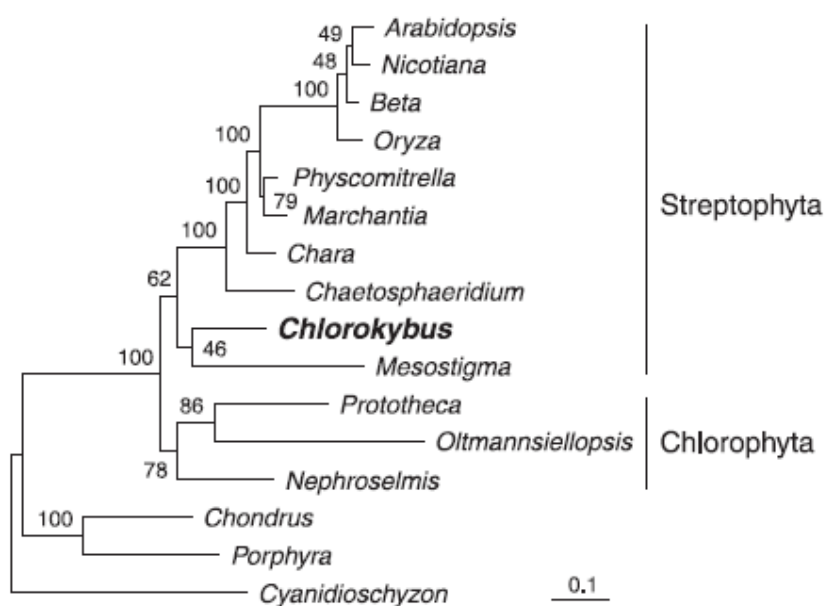 Arabidopsis
49
Nicotiana
48
100
Beta
Oryza
100
Physcomitrella
79
Marchantia
100
Streptophyta
100
Chara
62
Chaetosphaeridium
Chlorokybus
46
Mesostigma
100
86
Prototheca
Oltmannsiellopsis
Chlorophyta
78
Nephroselmis
100
Chondrus
Porphyra
Cyanidioschyzon
0.1